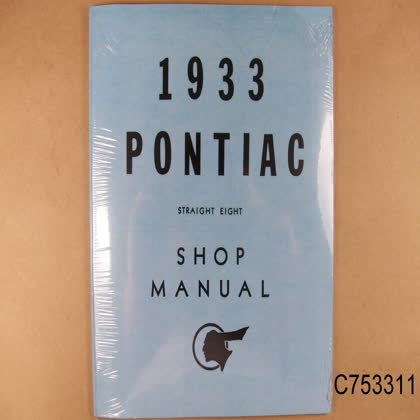 1933
PONTIAC
STRAIGHT EIGHT
SHOP
MANUAL
C753311